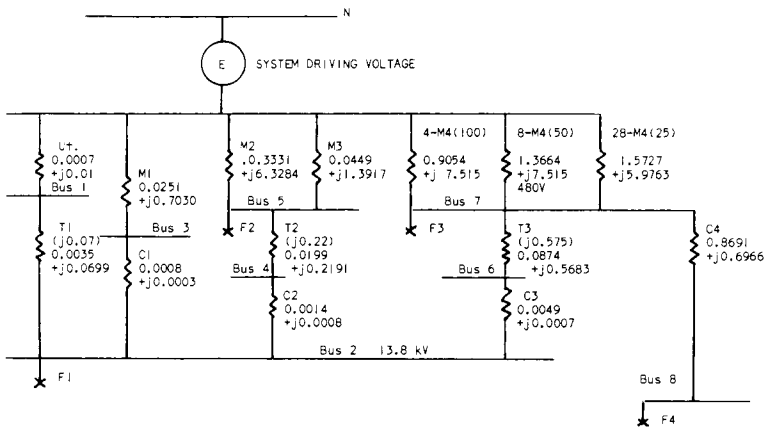 N
E
SYSTEM DRIVING VOLTAGE
Ut.
0.0007
+j0.01
Bus 1
T1
(j0.07)
0.0035
+j0.0699
M1
0.0251
+j0.7030
Bus 3
C1
0.0008
+j0.0003
M2
.0.3331
+j6.3284
M3
0.0449
+j1.3917
Bus 5
F2
T2
(j0.22)
0.0199
+j0.2191
Bus 4
C2
0.0014
+j0.0008
4-M4(100)
0.9054
+j 7.515
8-M4(50)
1.3664
+j7.515
480V
28-M4(25)
1.5727
+j5.9763
Bus 7
F3
T3
(j0.575)
0.0874
+j0.5683
Bus 6
C3
0.0049
+j0.0007
C4
0.8691
+j0.6966
Bus 2 13.8 kV
F1
Bus 8
F4